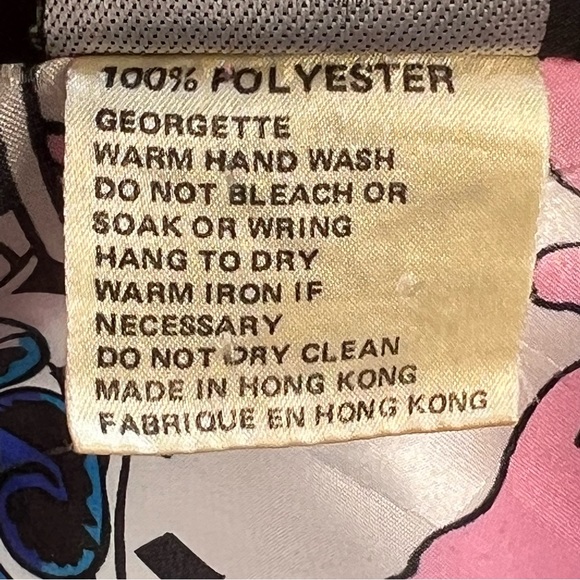 100% POLYESTER
GEORGETTE
WARM HAND WASH
DO NOT BLEACH OR
SOAK OR WRING
HANG TO DRY
WARM IRON IF
NECESSARY
DO NOT DRY CLEAN
MADE IN HONG KONG
FABRIQUE EN HONG KONG